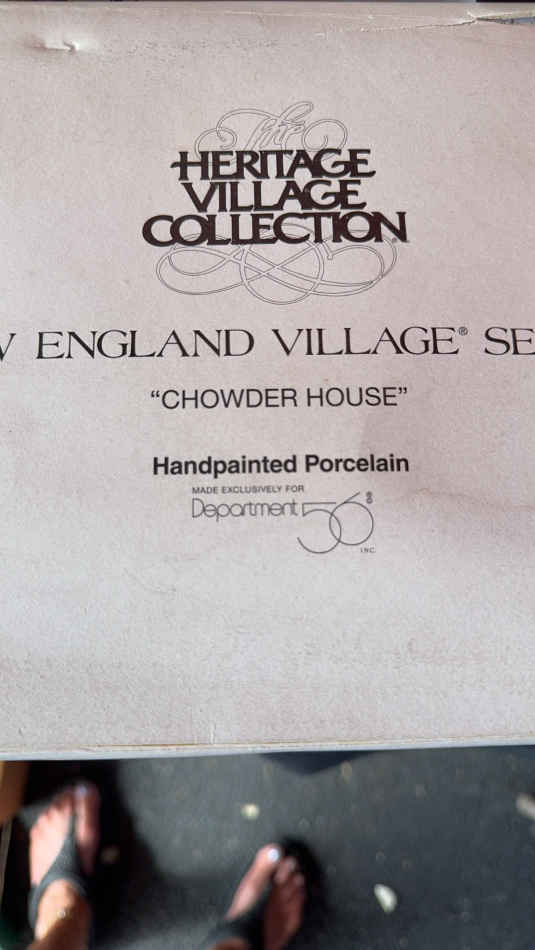 The
HERITAGE
VILLAGE
COLLECTION®
ENGLAND VILLAGE® SE
"CHOWDER HOUSE"
Handpainted Porcelain
MADE EXCLUSIVELY FOR
Department 56®
INC.